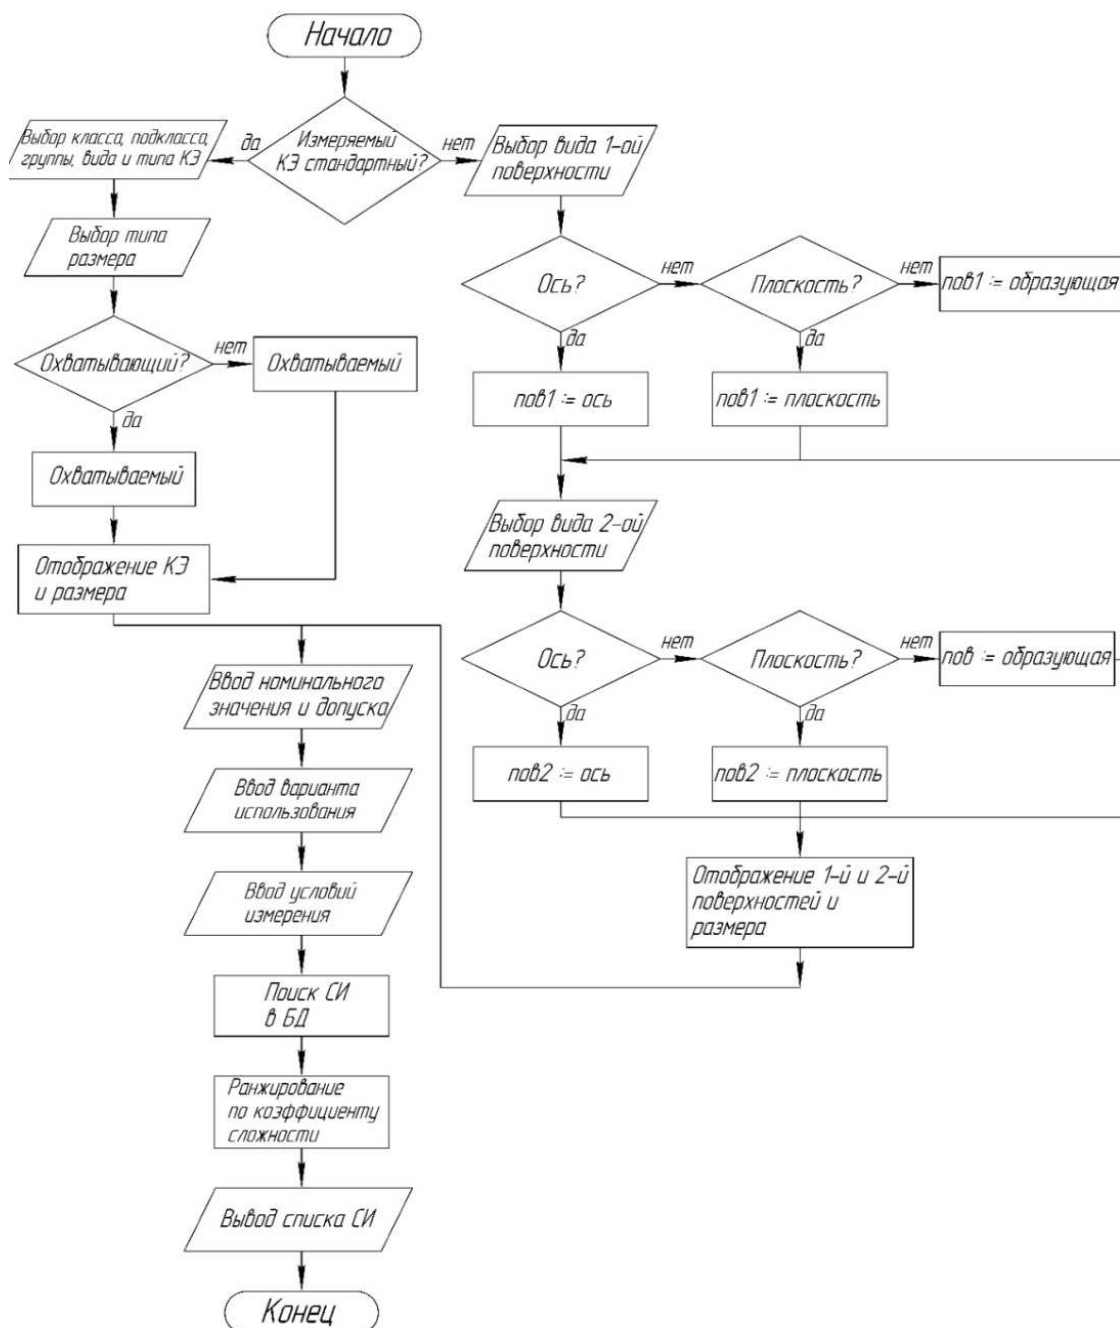 Начало
Измеряемый
КЭ стандартный?
да
нет
Выбор класса, подкласса,
группы, вида и типа КЭ
Выбор типа
размера
Охватывающий?
нет
Охватываемый
да
Охватываемый
Отображение КЭ
и размера
Выбор вида 1-ой
поверхности
Ось?
нет
Плоскость?
нет
пов1 := образующая
да
да
пов1 := ось
пов1 := плоскость
Выбор вида 2-ой
поверхности
Ось?
нет
Плоскость?
нет
пов := образующая
да
да
пов2 := ось
пов2 := плоскость
Отображение 1-й и 2-й
поверхностей и
размера
Ввод номинального
значения и допуска
Ввод варианта
использования
Ввод условий
измерения
Поиск СИ
в БД
Ранжирование
по коэффициенту
сложности
Вывод списка СИ
Конец